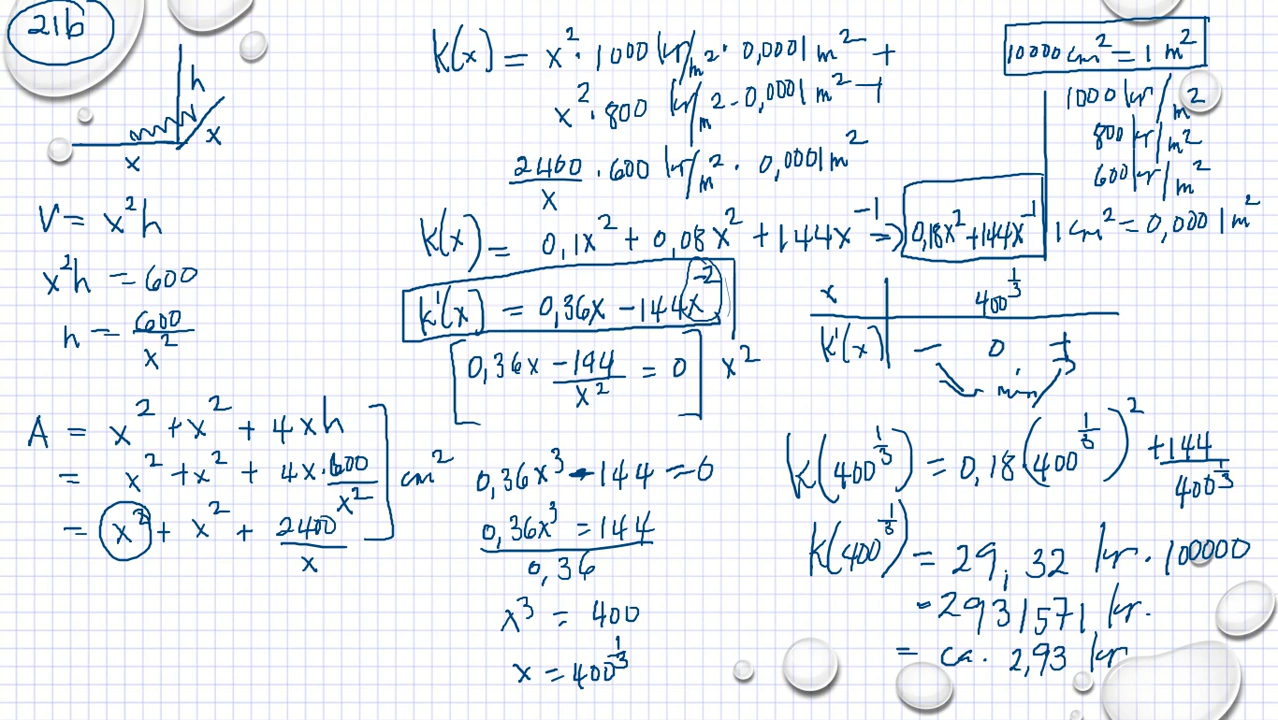 21b
h
x
x
V = x²h
x²h = 600
h = 600/x²
A = x² + x² + 4xh
= x² + x² + 4x · 600/x²
= x² + x² + 2400/x
cm²
K(x) = x² · 1000 kr/m² · 0,0001 m² +
x² · 800 kr/m² · 0,0001 m² +
2400/x · 600 kr/m² · 0,0001 m²
K(x) = 0,1x² + 0,08x² + 144x⁻¹ => 0,18x² + 144x⁻¹
K'(x) = 0,36x - 144x⁻²
[0,36x - 144/x² = 0] x²
0,36x³ - 144 = 0
0,36x³ = 144
0,36
x³ = 400
x = 400^(1/3)
10000 cm² = 1 m²
1000 kr/m²
800 kr/m²
600 kr/m²
1 cm² = 0,0001 m²
x 400^(1/3)
K'(x) - 0 +
min
K(400^(1/3)) = 0,18(400^(1/3))² + 144/400^(1/3)
K(400^(1/3)) = 29,32 kr · 100000
= 2931571 kr.
= ca. 2,93 kr